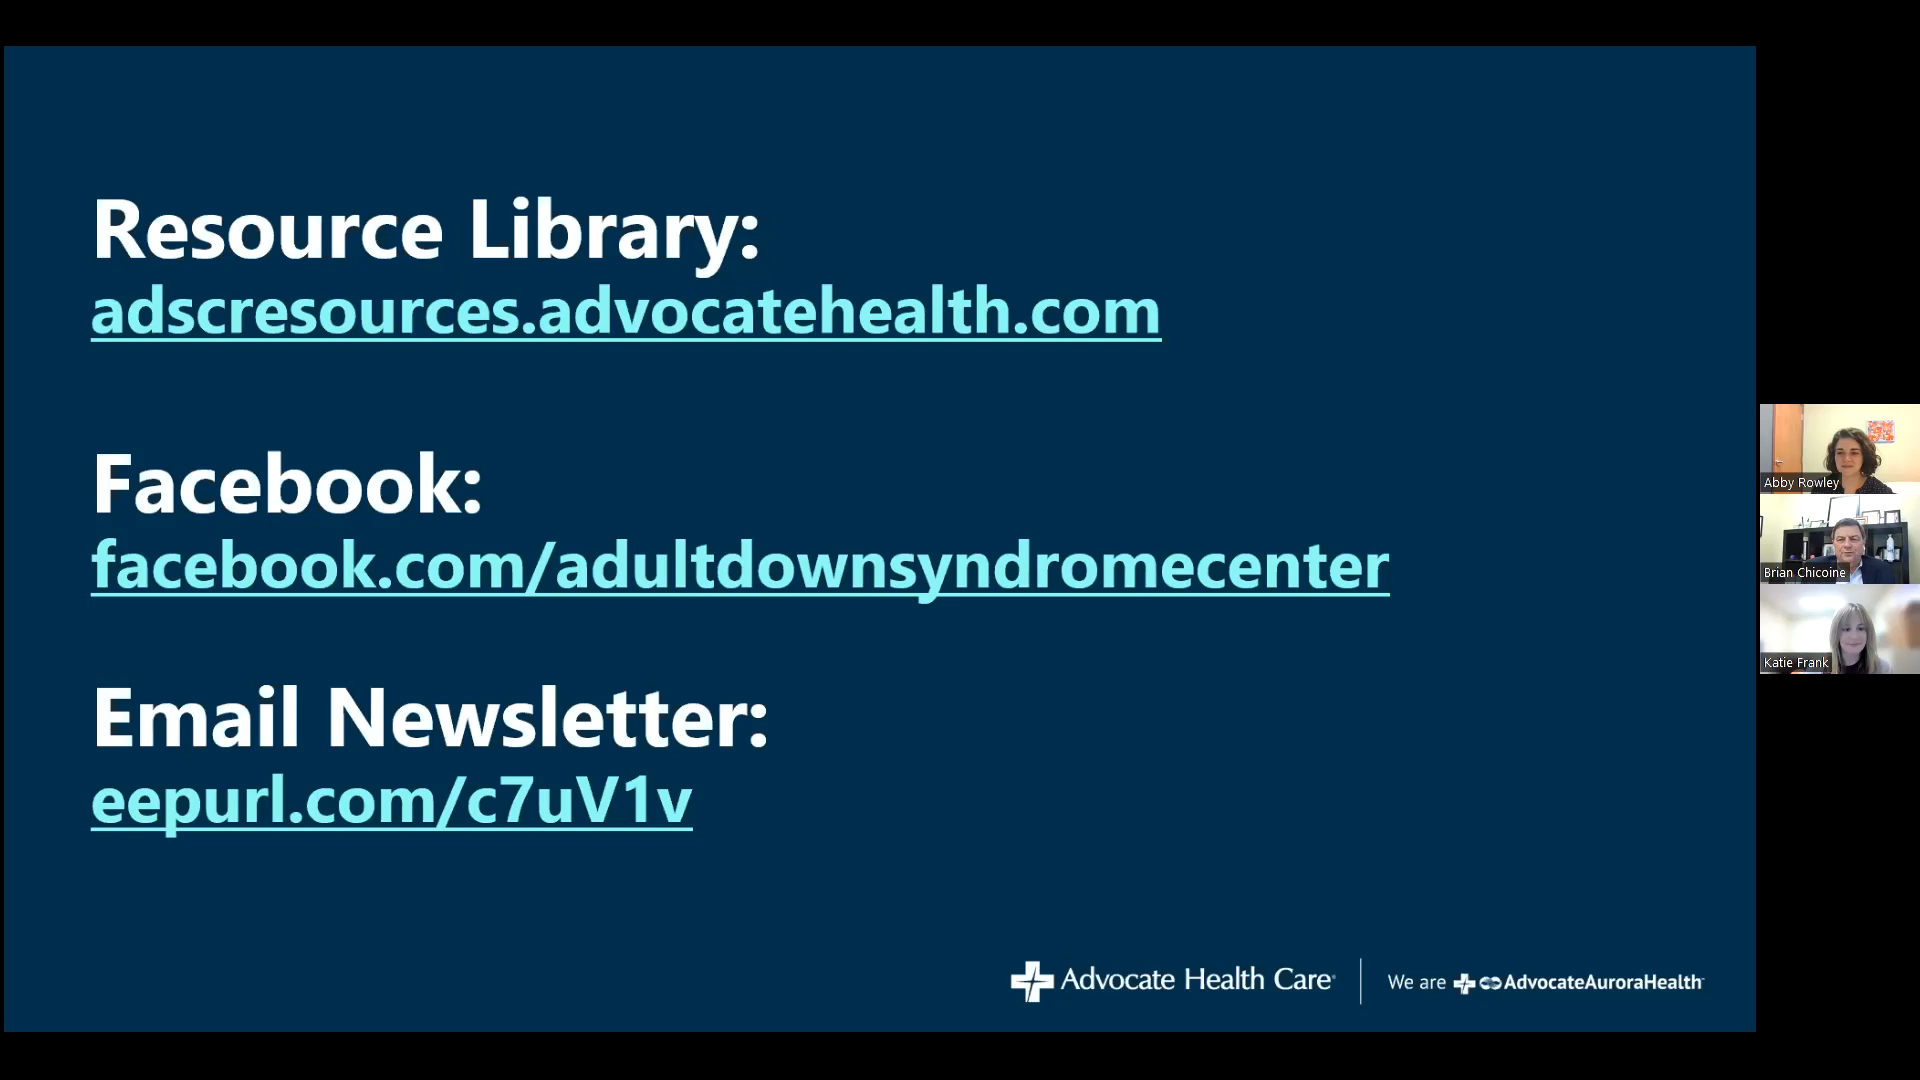 Resource Library:
adscresources.advocatehealth.com
Facebook:
facebook.com/adultdownsyndromecenter
Email Newsletter:
eepurl.com/c7uV1v
Advocate Health Care®
We are AdvocateAuroraHealth™
Abby Rowley
Brian Chicoine
Katie Frank